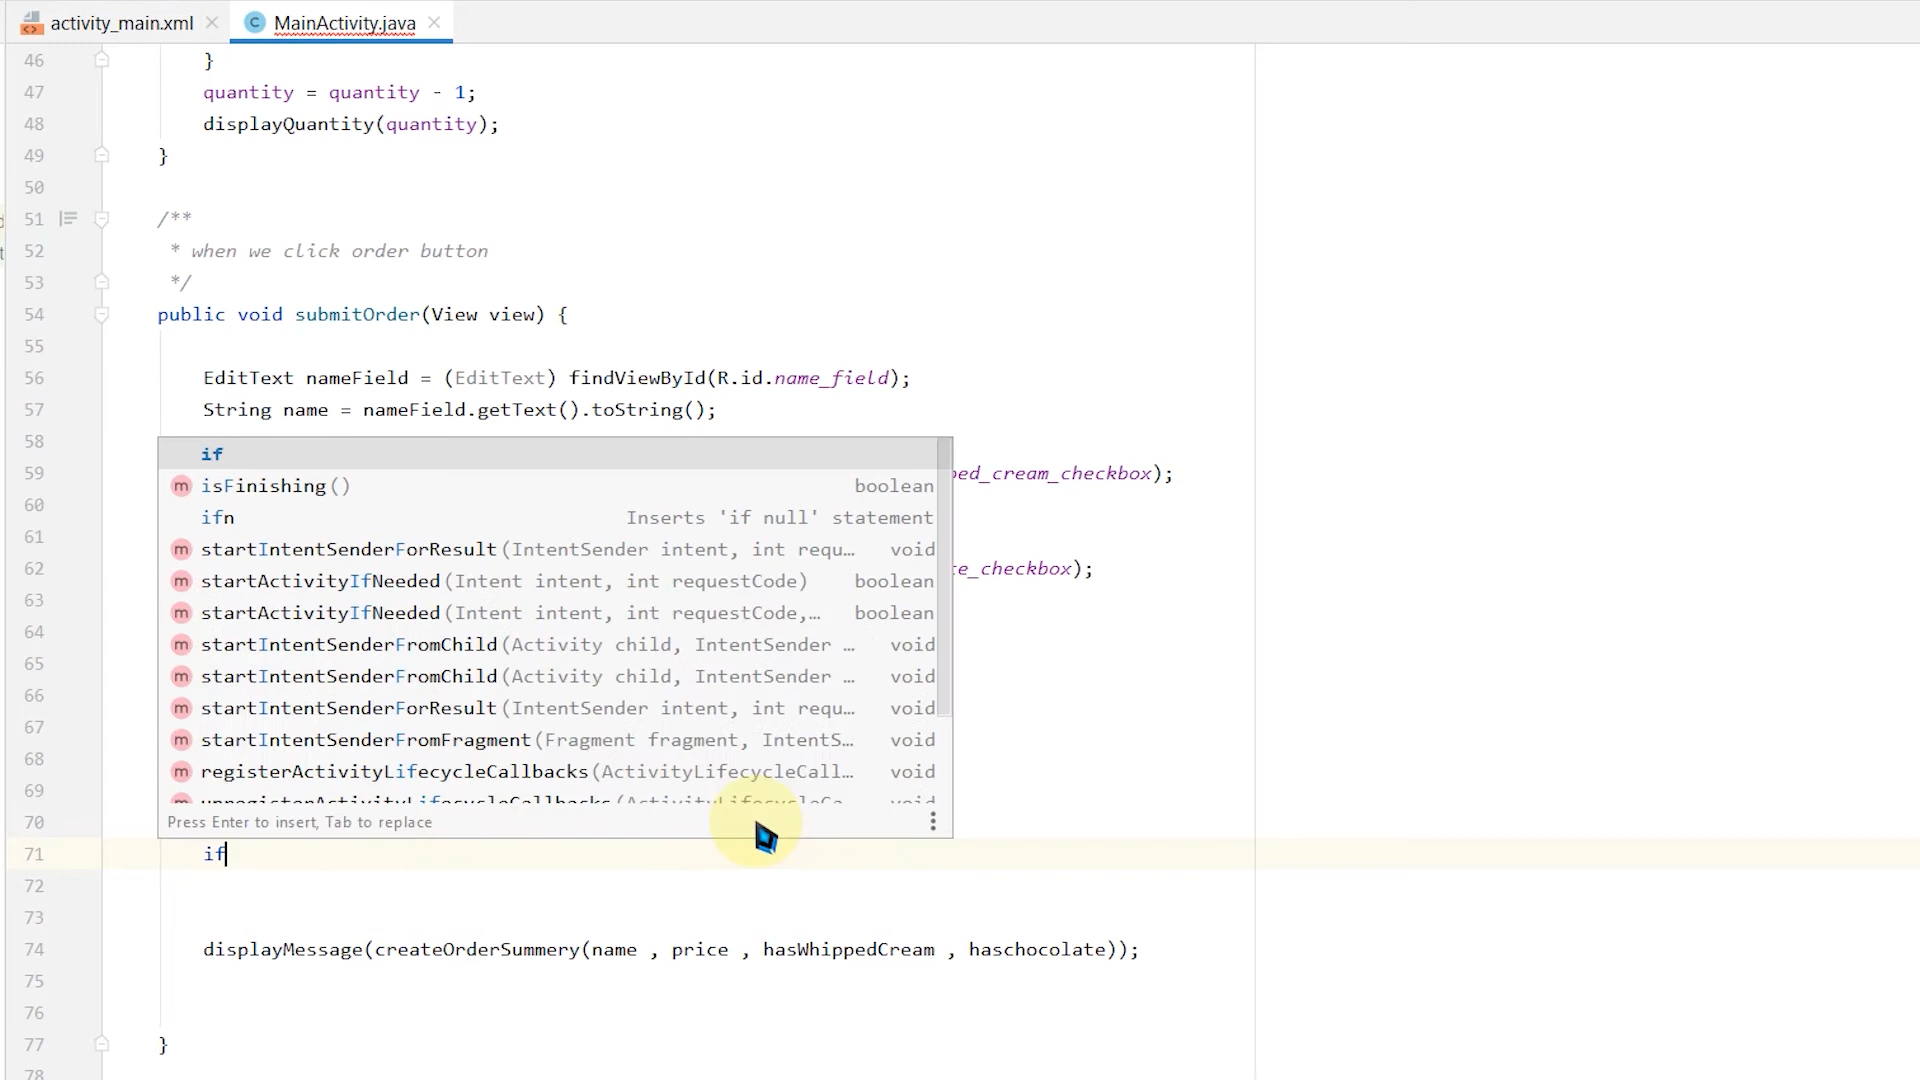 activity_main.xml MainActivity.java
46 }
47 quantity = quantity - 1;
48 displayQuantity(quantity);
49 }
50
51 /**
52 * when we click order button
53 */
54 public void submitOrder(View view) {
55
56 EditText nameField = (EditText) findViewById(R.id.name_field);
57 String name = nameField.getText().toString();
58
if
59 ped_cream_checkbox);
isFinishing() boolean
60
ifn Inserts 'if null' statement
61
startIntentSenderForResult(IntentSender intent, int requ… void
62 te_checkbox);
startActivityIfNeeded(Intent intent, int requestCode) boolean
63
startActivityIfNeeded(Intent intent, int requestCode,… boolean
64
startIntentSenderFromChild(Activity child, IntentSender … void
65
startIntentSenderFromChild(Activity child, IntentSender … void
66
startIntentSenderForResult(IntentSender intent, int requ… void
67
startIntentSenderFromFragment(Fragment fragment, IntentS… void
68
registerActivityLifecycleCallbacks(ActivityLifecycleCall… void
69
unregisterActivityLifecycleCallbacks(ActivityLifecycleCa… void
70 Press Enter to insert, Tab to replace
71 if
72
73
74 displayMessage(createOrderSummery(name , price , hasWhippedCream , haschocolate));
75
76
77 }
78